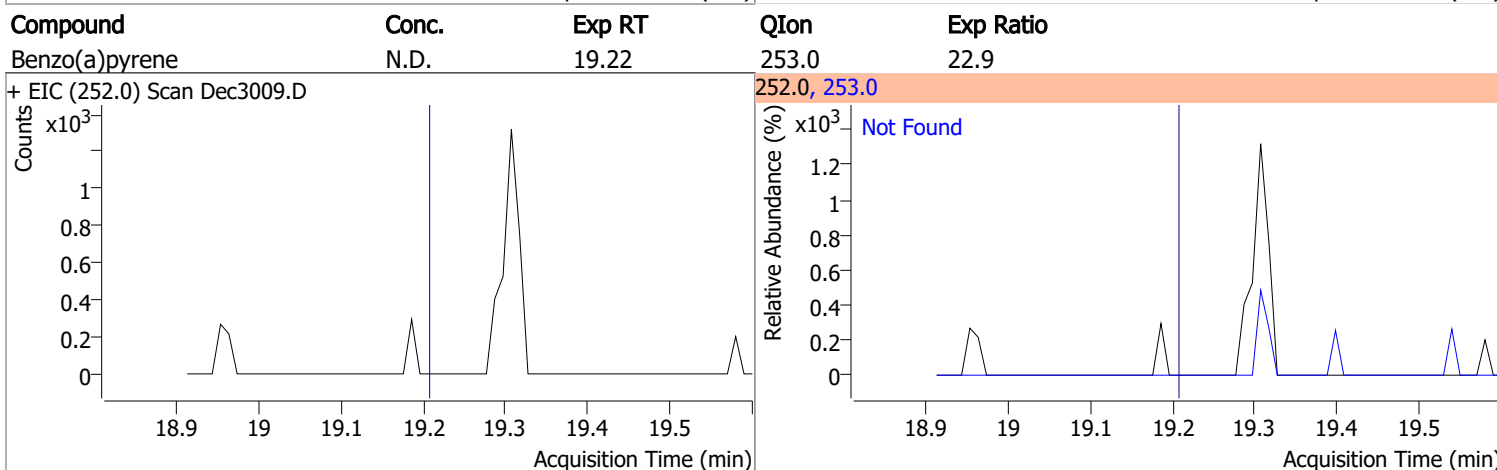 Compound Conc. Exp RT QIon Exp Ratio
Benzo(a)pyrene N.D. 19.22 253.0 22.9
+ EIC (252.0) Scan Dec3009.D
Counts
x10³
1
0.8
0.6
0.4
0.2
0
18.9 19 19.1 19.2 19.3 19.4 19.5
Acquisition Time (min)
252.0, 253.0
Relative Abundance (%)
x10³
Not Found
1.2
1
0.8
0.6
0.4
0.2
0
18.9 19 19.1 19.2 19.3 19.4 19.5
Acquisition Time (min)